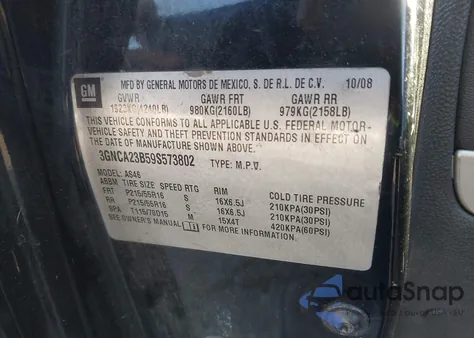 GM
MFD BY GENERAL MOTORS DE MEXICO, S. DE R.L. DE C.V. 10/08
GVWR GAWR FRT GAWR RR
1923KG(4240LB) 980KG(2160LB) 979KG(2158LB)
THIS VEHICLE CONFORMS TO ALL APPLICABLE U.S. FEDERAL MOTOR
VEHICLE SAFETY AND THEFT PREVENTION STANDARDS IN EFFECT ON
THE DATE OF MANUFACTURE SHOWN ABOVE.
3GNCA23B59S573802 TYPE: M.P.V.
MODEL: AS46
ABBM TIRE SIZE SPEED RTG RIM COLD TIRE PRESSURE
FRT P215/55R16 S 16X6.5J 210KPA(30PSI)
RR P215/55R16 S 16X6.5J 210KPA(30PSI)
SPA T115/70D15 M 15X4T 420KPA(60PSI)
SEE OWNER'S MANUAL FOR MORE INFORMATION.
autoSnap